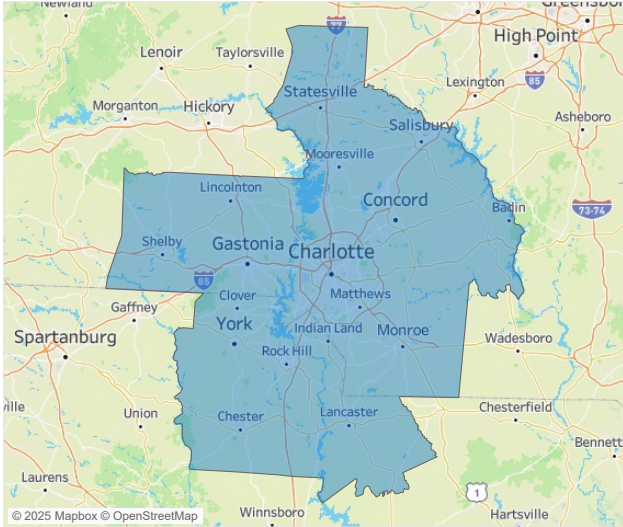 Newland
Greensboro
77
High Point
Lenoir
Taylorsville
85
Statesville
Lexington
Morganton
Hickory
Asheboro
Salisbury
Mooresville
Lincolnton
Concord
Badin
73-74
Shelby
Gastonia
Charlotte
85
Clover
Matthews
Gaffney
York
Indian Land
Monroe
Spartanburg
Rock Hill
Wadesboro
ville
Union
Chester
Lancaster
Chesterfield
Bennett
Laurens
1
Winnsboro
Hartsville
© 2025 Mapbox © OpenStreetMap